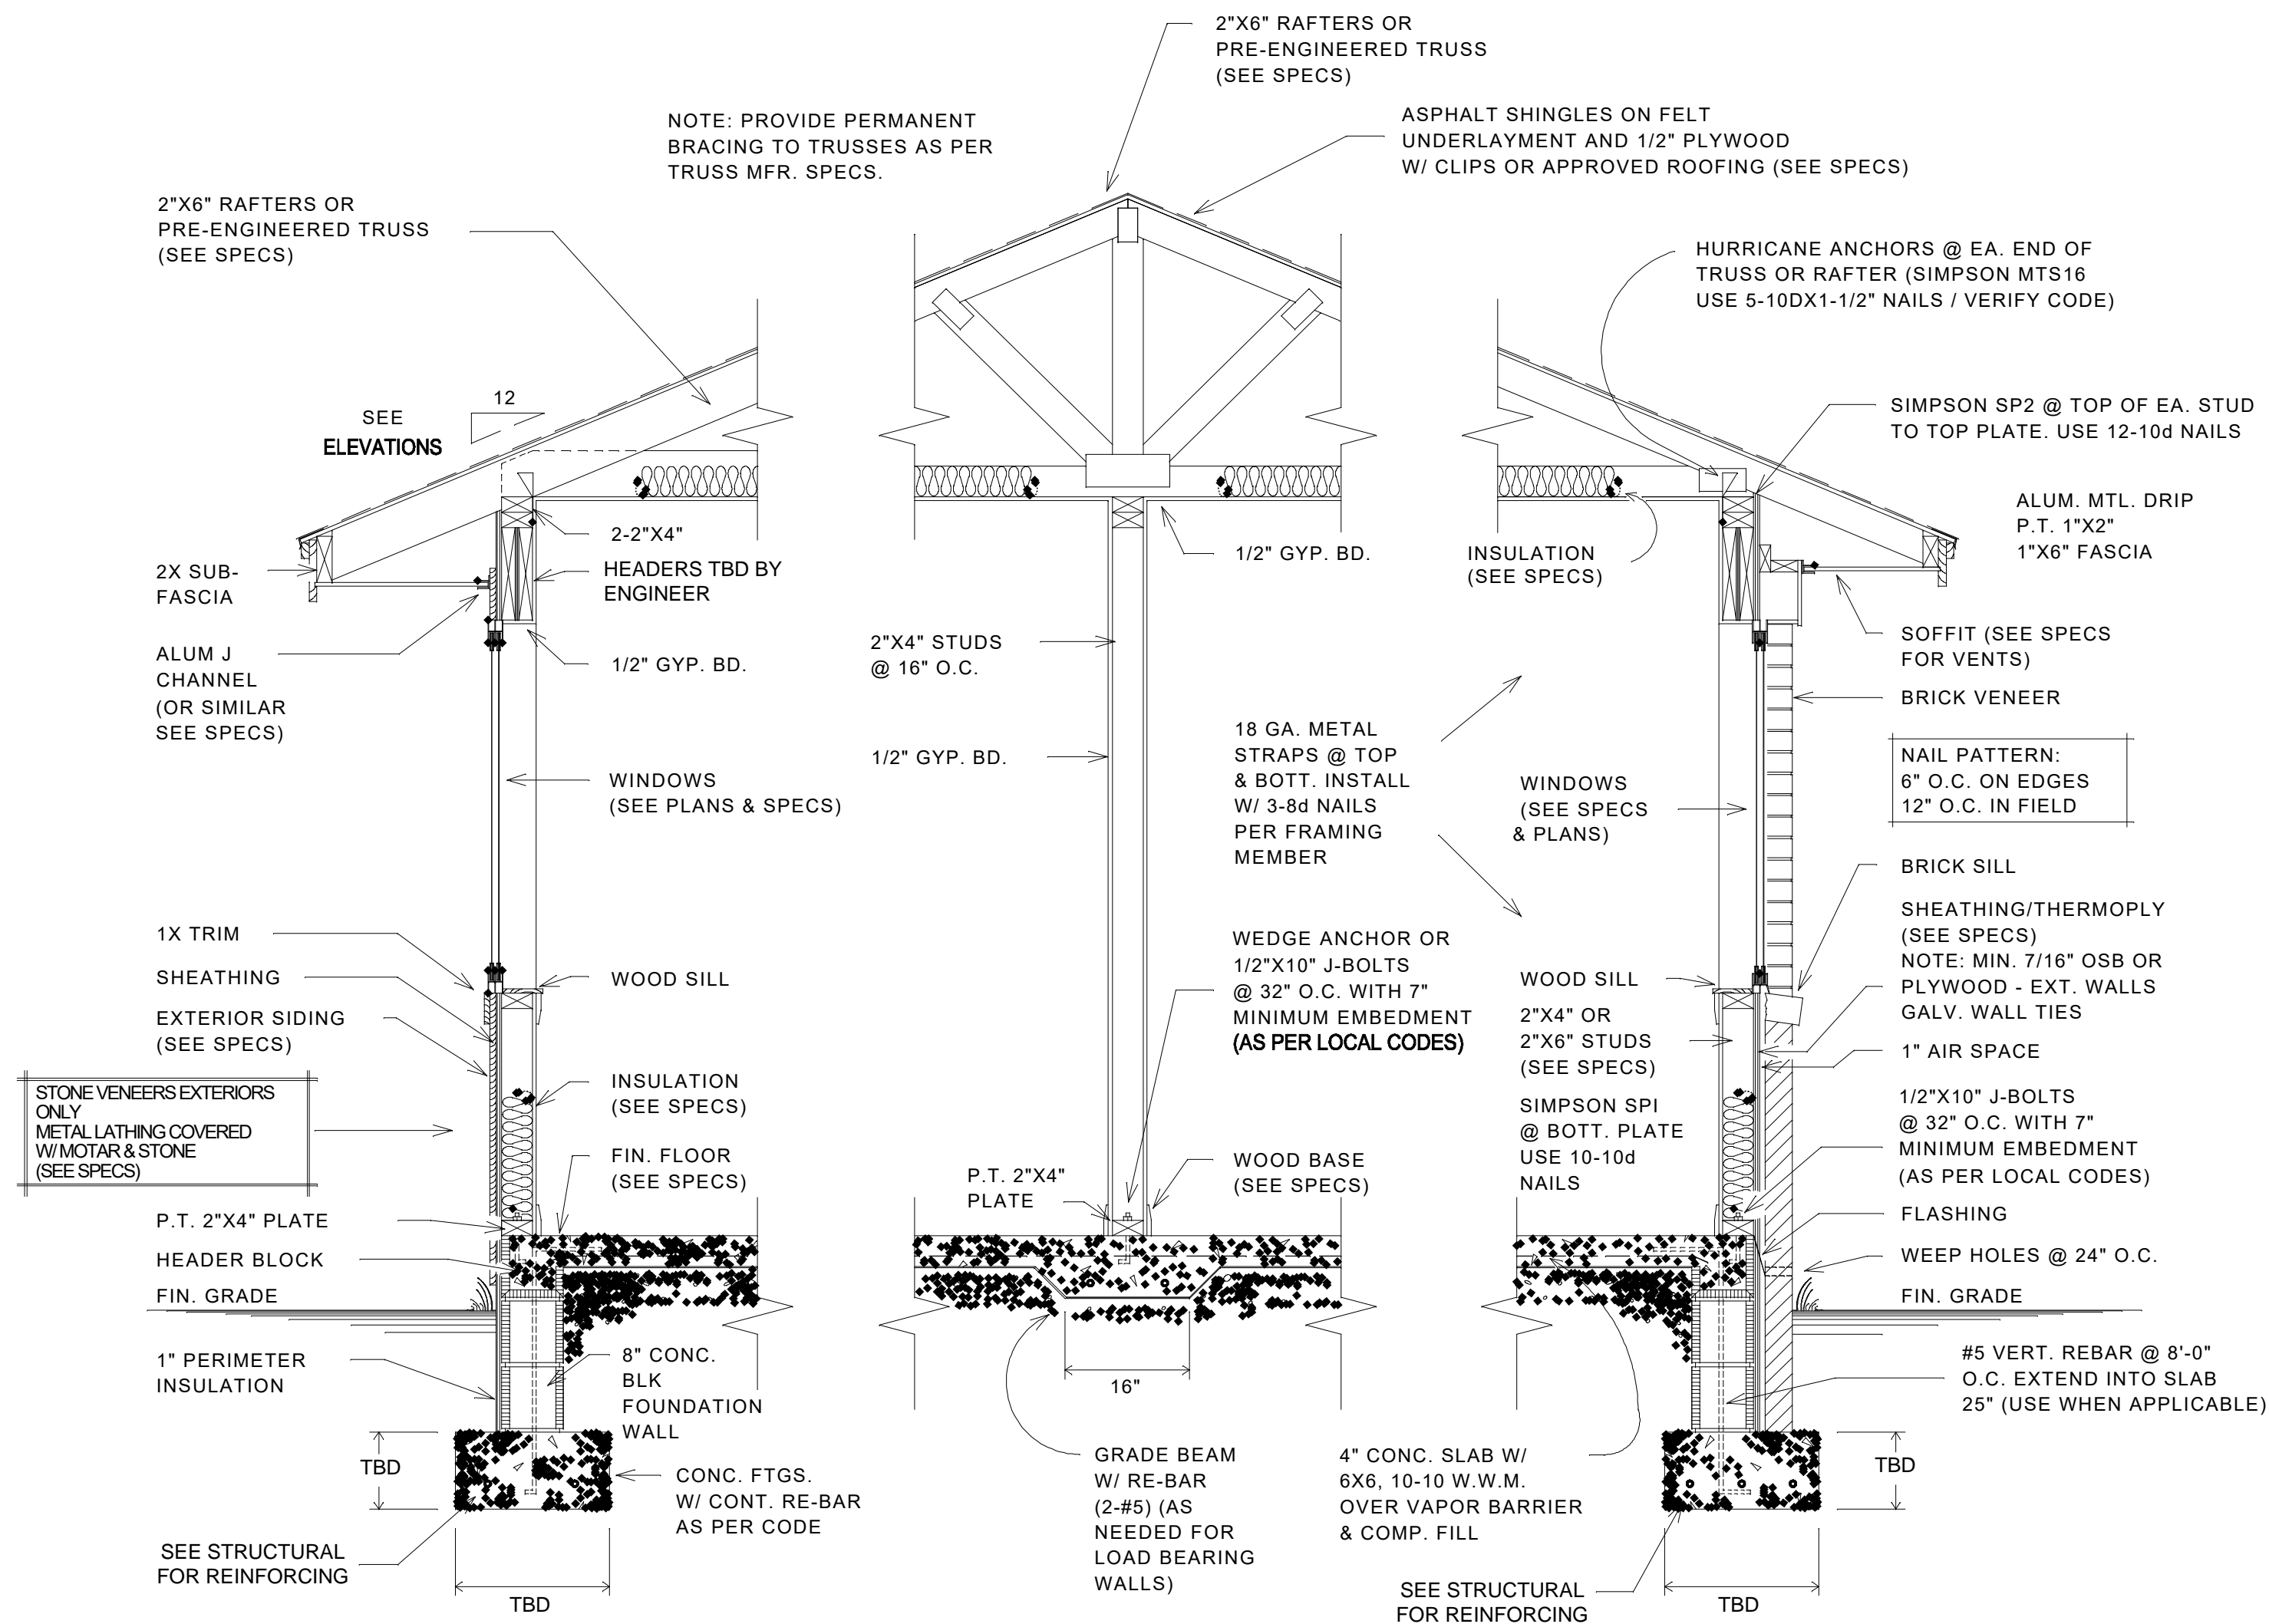 2"X6" RAFTERS OR
PRE-ENGINEERED TRUSS
(SEE SPECS)
NOTE: PROVIDE PERMANENT
BRACING TO TRUSSES AS PER
TRUSS MFR. SPECS.
ASPHALT SHINGLES ON FELT
UNDERLAYMENT AND 1/2" PLYWOOD
W/ CLIPS OR APPROVED ROOFING (SEE SPECS)
2"X6" RAFTERS OR
PRE-ENGINEERED TRUSS
(SEE SPECS)
HURRICANE ANCHORS @ EA. END OF
TRUSS OR RAFTER (SIMPSON MTS16
USE 5-10DX1-1/2" NAILS / VERIFY CODE)
12
SEE
ELEVATIONS
SIMPSON SP2 @ TOP OF EA. STUD
TO TOP PLATE. USE 12-10d NAILS
ALUM. MTL. DRIP
P.T. 1"X2"
1"X6" FASCIA
2-2"X4"
HEADERS TBD BY
ENGINEER
1/2" GYP. BD.
INSULATION
(SEE SPECS)
2X SUB-
FASCIA
ALUM J
CHANNEL
(OR SIMILAR
SEE SPECS)
1/2" GYP. BD.
2"X4" STUDS
@ 16" O.C.
SOFFIT (SEE SPECS
FOR VENTS)
BRICK VENEER
18 GA. METAL
STRAPS @ TOP
& BOTT. INSTALL
W/ 3-8d NAILS
PER FRAMING
MEMBER
1/2" GYP. BD.
WINDOWS
(SEE PLANS & SPECS)
WINDOWS
(SEE SPECS
& PLANS)
NAIL PATTERN:
6" O.C. ON EDGES
12" O.C. IN FIELD
BRICK SILL
1X TRIM
SHEATHING
EXTERIOR SIDING
(SEE SPECS)
WOOD SILL
WEDGE ANCHOR OR
1/2"X10" J-BOLTS
@ 32" O.C. WITH 7"
MINIMUM EMBEDMENT
(AS PER LOCAL CODES)
WOOD SILL
2"X4" OR
2"X6" STUDS
(SEE SPECS)
SHEATHING/THERMOPLY
(SEE SPECS)
NOTE: MIN. 7/16" OSB OR
PLYWOOD - EXT. WALLS
GALV. WALL TIES
1" AIR SPACE
STONE VENEERS EXTERIORS
ONLY
METAL LATHING COVERED
W/ MOTAR & STONE
(SEE SPECS)
INSULATION
(SEE SPECS)
FIN. FLOOR
(SEE SPECS)
P.T. 2"X4"
PLATE
WOOD BASE
(SEE SPECS)
SIMPSON SPI
@ BOTT. PLATE
USE 10-10d
NAILS
1/2"X10" J-BOLTS
@ 32" O.C. WITH 7"
MINIMUM EMBEDMENT
(AS PER LOCAL CODES)
P.T. 2"X4" PLATE
HEADER BLOCK
FIN. GRADE
FLASHING
WEEP HOLES @ 24" O.C.
FIN. GRADE
1" PERIMETER
INSULATION
8" CONC.
BLK
FOUNDATION
WALL
16"
#5 VERT. REBAR @ 8'-0"
O.C. EXTEND INTO SLAB
25" (USE WHEN APPLICABLE)
TBD
CONC. FTGS.
W/ CONT. RE-BAR
AS PER CODE
GRADE BEAM
W/ RE-BAR
(2-#5) (AS
NEEDED FOR
LOAD BEARING
WALLS)
4" CONC. SLAB W/
6X6, 10-10 W.W.M.
OVER VAPOR BARRIER
& COMP. FILL
TBD
SEE STRUCTURAL
FOR REINFORCING
TBD
SEE STRUCTURAL
FOR REINFORCING
TBD